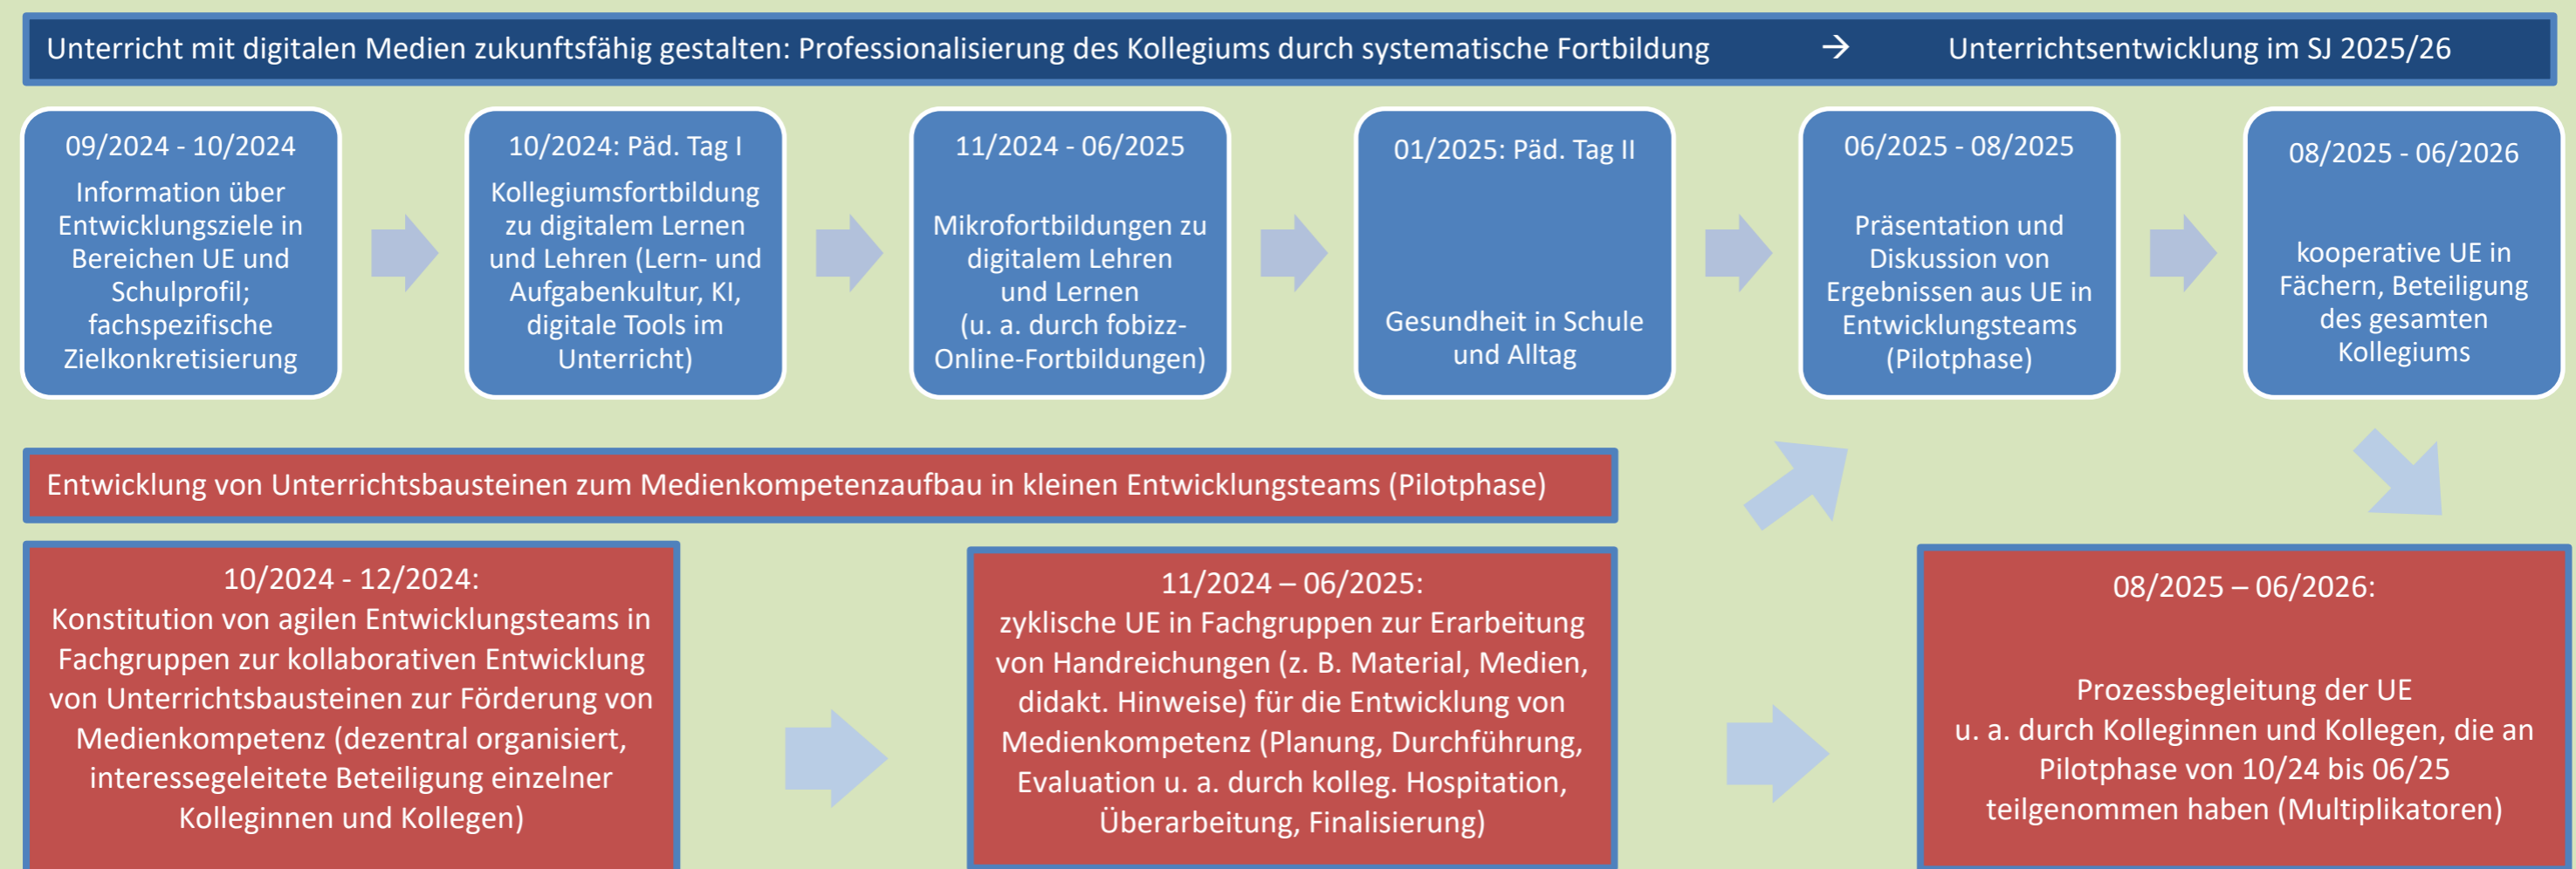 Unterricht mit digitalen Medien zukunftsfähig gestalten: Professionalisierung des Kollegiums durch systematische Fortbildung → Unterrichtsentwicklung im SJ 2025/26
09/2024 - 10/2024
Information über
Entwicklungsziele in
Bereichen UE und
Schulprofil;
fachspezifische
Zielkonkretisierung
10/2024: Päd. Tag I
Kollegiumsfortbildung
zu digitalem Lernen
und Lehren (Lern- und
Aufgabenkultur, KI,
digitale Tools im
Unterricht)
11/2024 - 06/2025
Mikrofortbildungen zu
digitalem Lehren
und Lernen
(u. a. durch fobizz-
Online-Fortbildungen)
01/2025: Päd. Tag II
Gesundheit in Schule
und Alltag
06/2025 - 08/2025
Präsentation und
Diskussion von
Ergebnissen aus UE in
Entwicklungsteams
(Pilotphase)
08/2025 - 06/2026
kooperative UE in
Fächern, Beteiligung
des gesamten
Kollegiums
Entwicklung von Unterrichtsbausteinen zum Medienkompetenzaufbau in kleinen Entwicklungsteams (Pilotphase)
10/2024 - 12/2024:
Konstitution von agilen Entwicklungsteams in
Fachgruppen zur kollaborativen Entwicklung
von Unterrichtsbausteinen zur Förderung von
Medienkompetenz (dezentral organisiert,
interessegeleitete Beteiligung einzelner
Kolleginnen und Kollegen)
11/2024 – 06/2025:
zyklische UE in Fachgruppen zur Erarbeitung
von Handreichungen (z. B. Material, Medien,
didakt. Hinweise) für die Entwicklung von
Medienkompetenz (Planung, Durchführung,
Evaluation u. a. durch kolleg. Hospitation,
Überarbeitung, Finalisierung)
08/2025 – 06/2026:
Prozessbegleitung der UE
u. a. durch Kolleginnen und Kollegen, die an
Pilotphase von 10/24 bis 06/25
teilgenommen haben (Multiplikatoren)